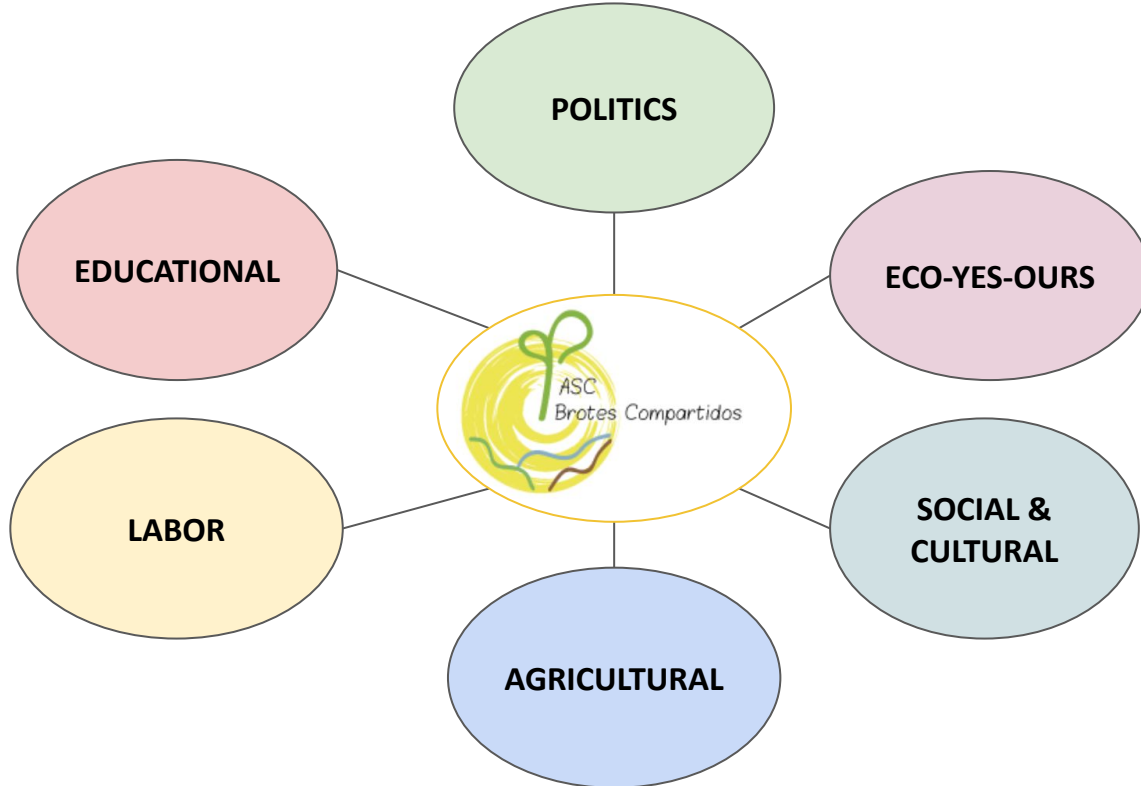 POLITICS
EDUCATIONAL
ECO-YES-OURS
ASC
Brotes Compartidos
LABOR
SOCIAL &
CULTURAL
AGRICULTURAL